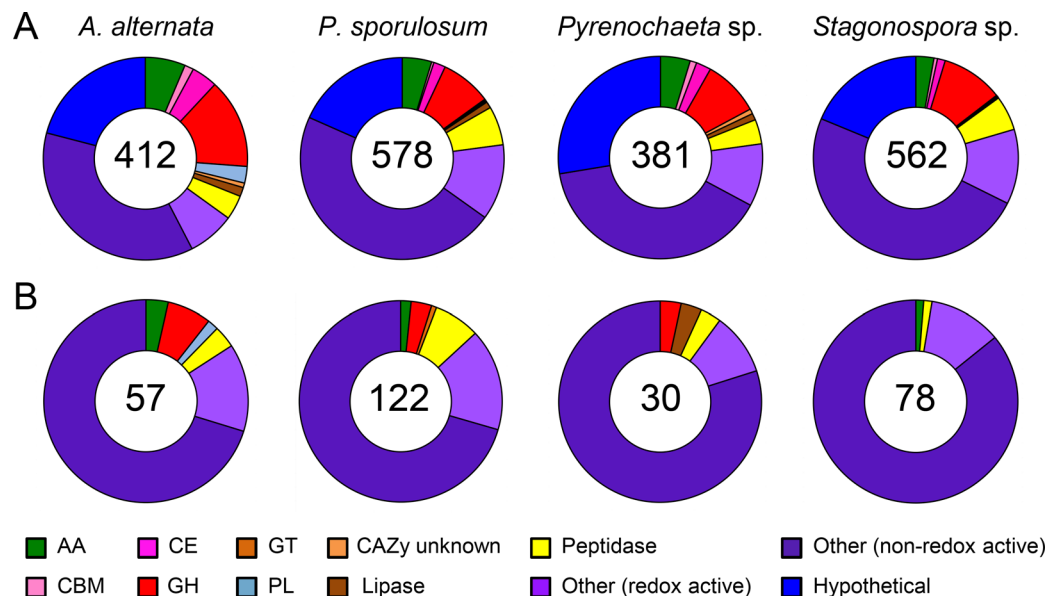 A
A. alternata P. sporulosum Pyrenochaeta sp. Stagonospora sp.
412 578 381 562
B
57 122 30 78
AA CE GT CAZy unknown Peptidase Other (non-redox active)
CBM GH PL Lipase Other (redox active) Hypothetical